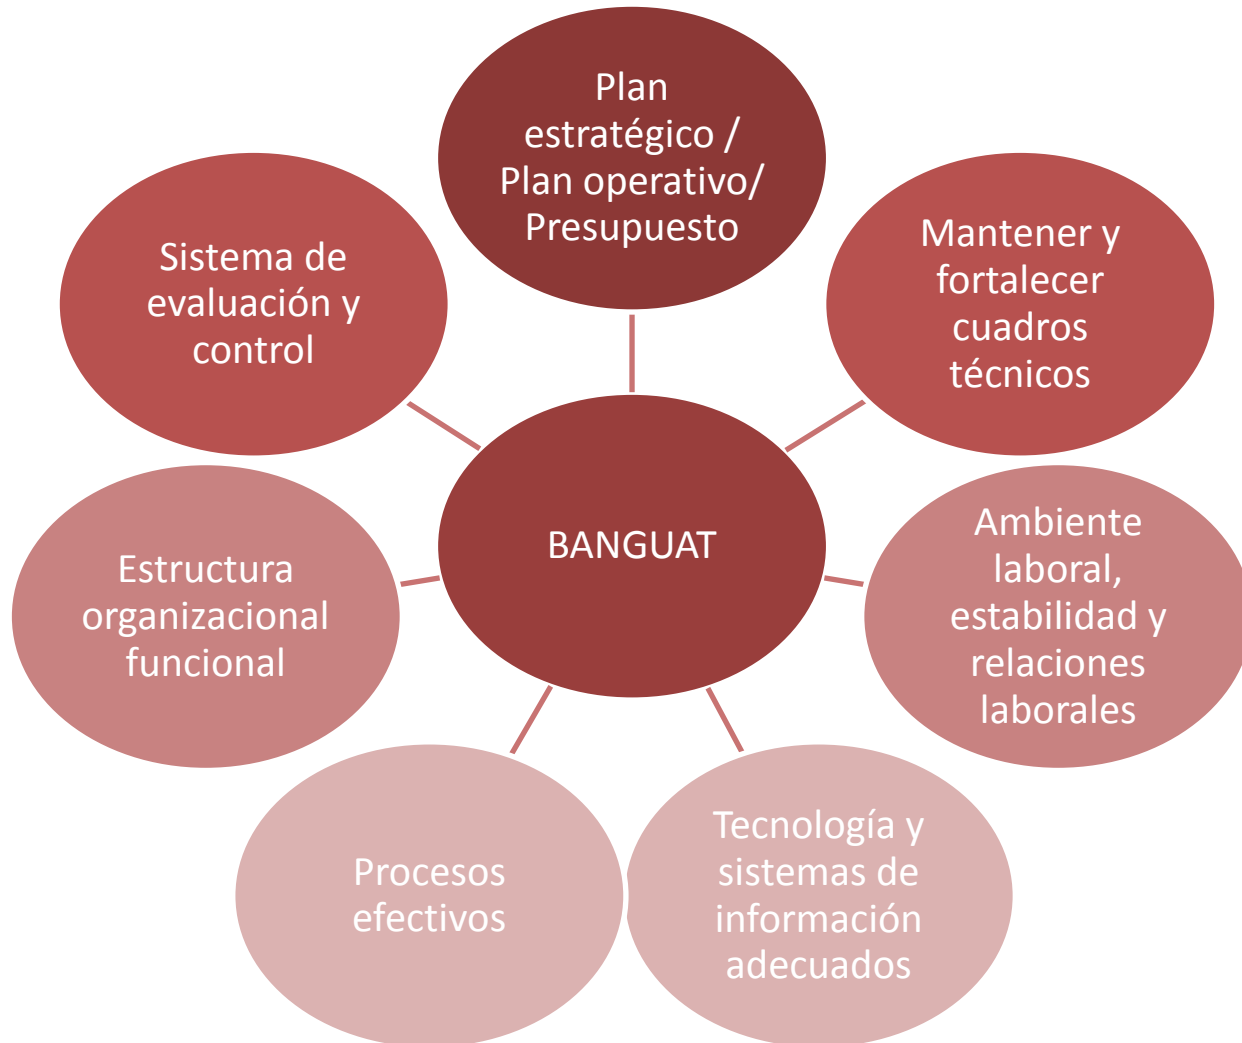 Plan
estratégico /
Plan operativo/
Presupuesto
Mantener y
fortalecer
cuadros
técnicos
Ambiente
laboral,
estabilidad y
relaciones
laborales
Tecnología y
sistemas de
información
adecuados
Procesos
efectivos
Estructura
organizacional
funcional
Sistema de
evaluación y
control
BANGUAT